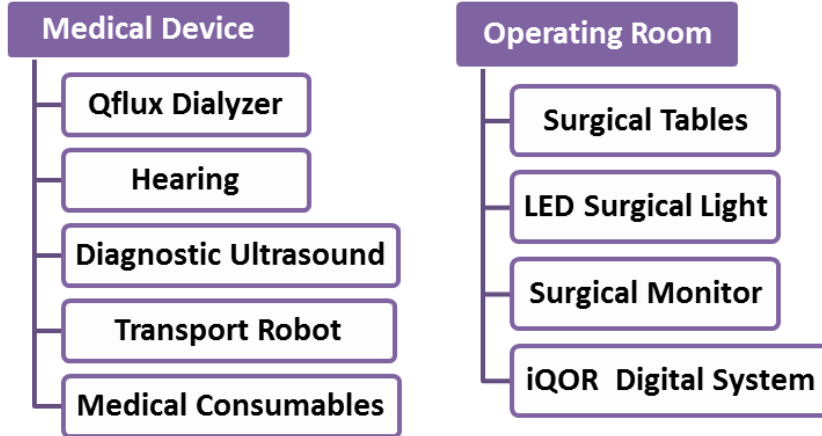 Medical Device
Qflux Dialyzer
Hearing
Diagnostic Ultrasound
Transport Robot
Medical Consumables
Operating Room
Surgical Tables
LED Surgical Light
Surgical Monitor
iQOR Digital System